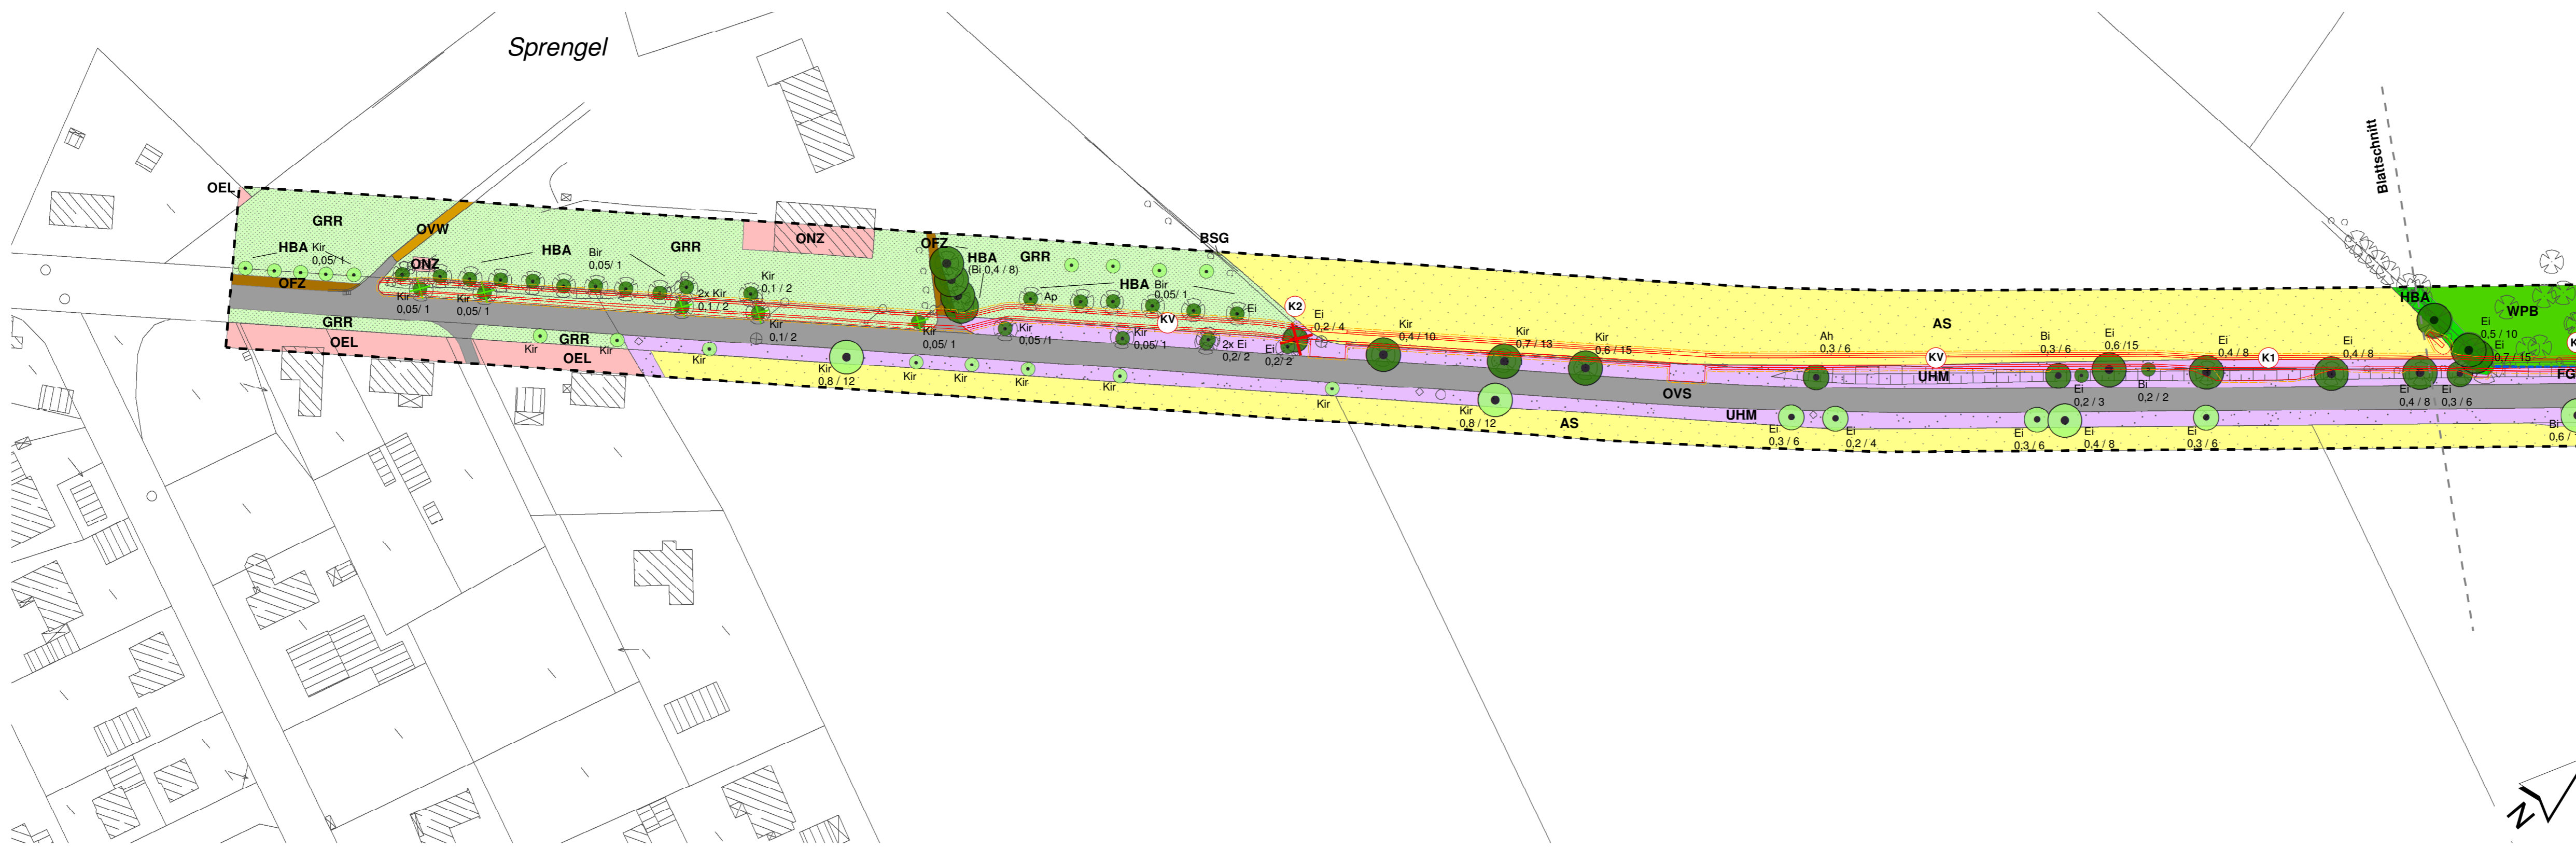 Sprengel
Blattschnitt
OEL
GRR
HBA
Kir
0,05/ 1
OVW
OFZ
ONZ
HBA
Bir
0,05/ 1
GRR
ONZ
Kir
0,1 / 2
2x Kir
0,1 / 2
Kir
0,05/ 1
Kir
0,05/ 1
Kir
0,1/ 2
GRR
OEL
GRR
OEL
Kir
Kir
Kir
OFZ
HBA
(Bi 0,4 / 8)
GRR
HBA
Bir
0,05/ 1
Ap
Ei
BSG
KV
Kir
0,05/ 1
Kir
0,05 /1
Kir
0,05/ 1
2x Ei
0,2/ 2
Ei
0,2/ 2
K2
Ei
0,2 / 4
Kir
0,8 / 12
Kir
Kir
Kir
Kir
Kir
Kir
0,4 / 10
Kir
0,7 / 13
Kir
0,6 / 15
Kir
0,8 / 12
AS
AS
OVS
UHM
UHM
Ah
0,3 / 6
KV
Bi
0,3 / 6
Ei
0,6 /15
Ei
0,4 / 8
K1
Ei
0,4 / 8
Ei
0,2 / 3
Bi
0,2 / 2
Ei
0,4 / 8
Ei
0,3 / 6
Ei
0,3 / 6
Ei
0,2 / 4
Ei
0,3 / 6
Ei
0,4 / 8
Ei
0,3 / 6
HBA
WPB
Ei
0,5 / 10
Ei
0,7 / 15
K
FG
Bi
0,6 /
N